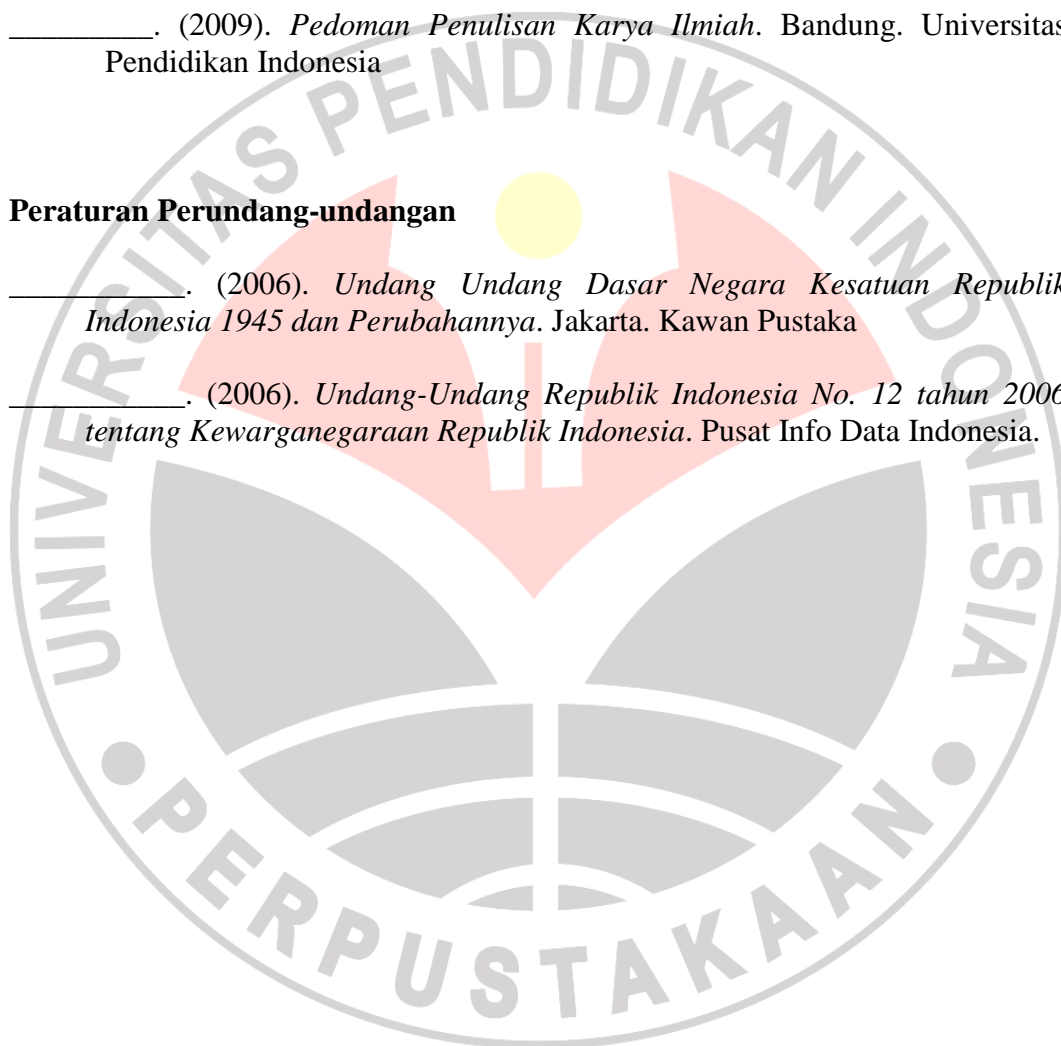 _________. (2009). Pedoman Penulisan Karya Ilmiah. Bandung. Universitas
Pendidikan Indonesia
Peraturan Perundang-undangan
___________. (2006). Undang Undang Dasar Negara Kesatuan Republik
Indonesia 1945 dan Perubahannya. Jakarta. Kawan Pustaka
___________. (2006). Undang-Undang Republik Indonesia No. 12 tahun 2006
tentang Kewarganegaraan Republik Indonesia. Pusat Info Data Indonesia.
UNIVERSITAS PENDIDIKAN INDONESIA
PERPUSTAKAAN